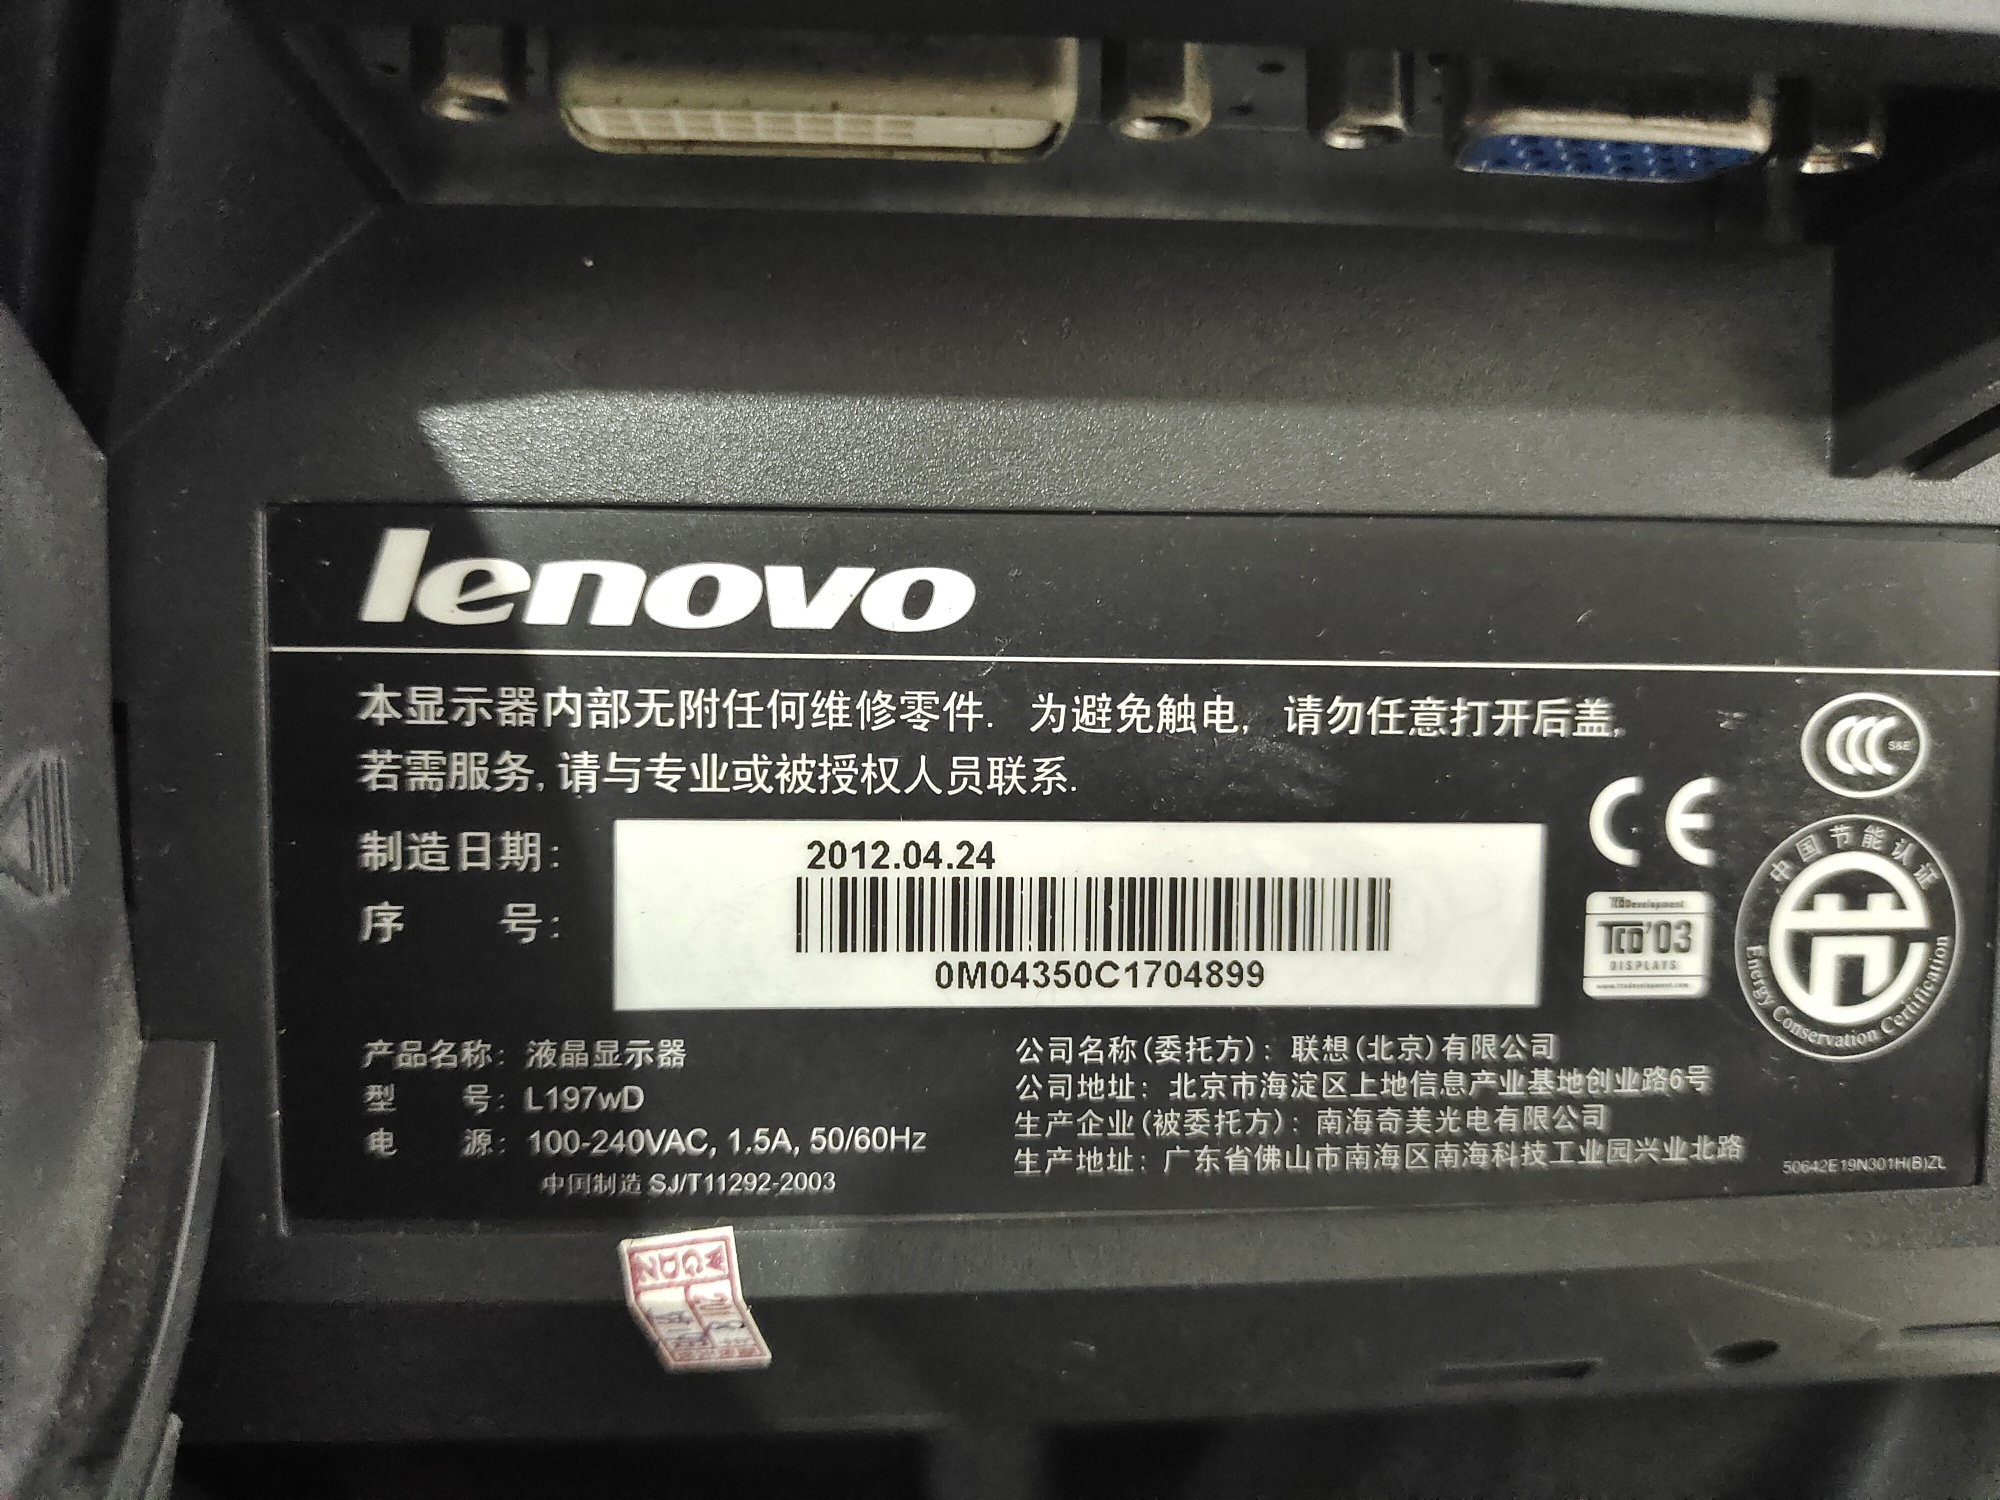 lenovo
本显示器内部无附任何维修零件. 为避免触电, 请勿任意打开后盖,
若需服务, 请与专业或被授权人员联系.
制造日期: 2012.04.24
序 号: 0M04350C1704899
CCC S&E
CE
TCO Development
TCO'03
DISPLAYS
www.tcodevelopment.com
中国节能认证
Energy Conservation Certification
产品名称: 液晶显示器
型 号: L197wD
电 源: 100-240VAC, 1.5A, 50/60Hz
中国制造 SJ/T11292-2003
公司名称(委托方): 联想(北京)有限公司
公司地址: 北京市海淀区上地信息产业基地创业路6号
生产企业(被委托方): 南海奇美光电有限公司
生产地址: 广东省佛山市南海区南海科技工业园兴业北路
50642E19N301H(B)ZL